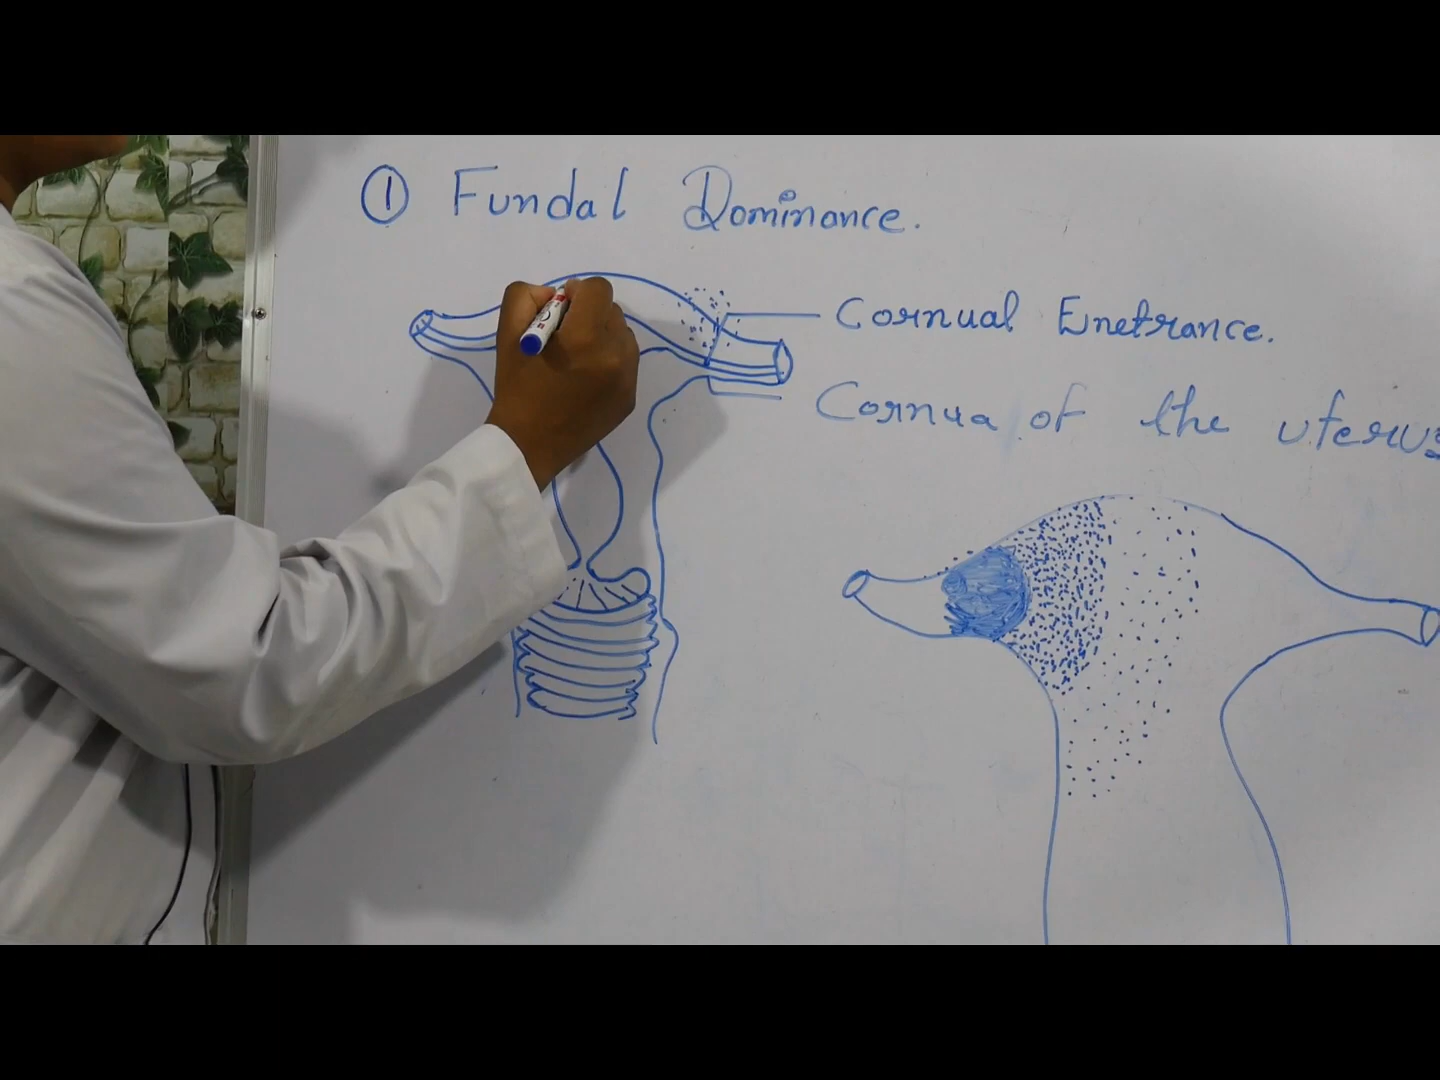 ① Fundal Dominance.
Cornual Enetrance.
Cornua of the uterus